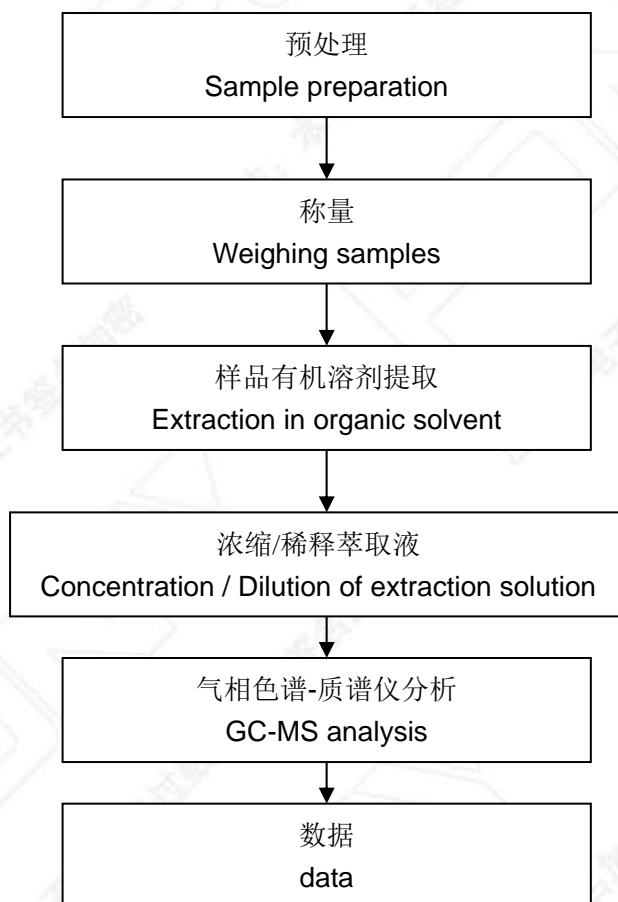 预处理
Sample preparation
称量
Weighing samples
样品有机溶剂提取
Extraction in organic solvent
浓缩/稀释萃取液
Concentration / Dilution of extraction solution
气相色谱-质谱仪分析
GC-MS analysis
数据
data